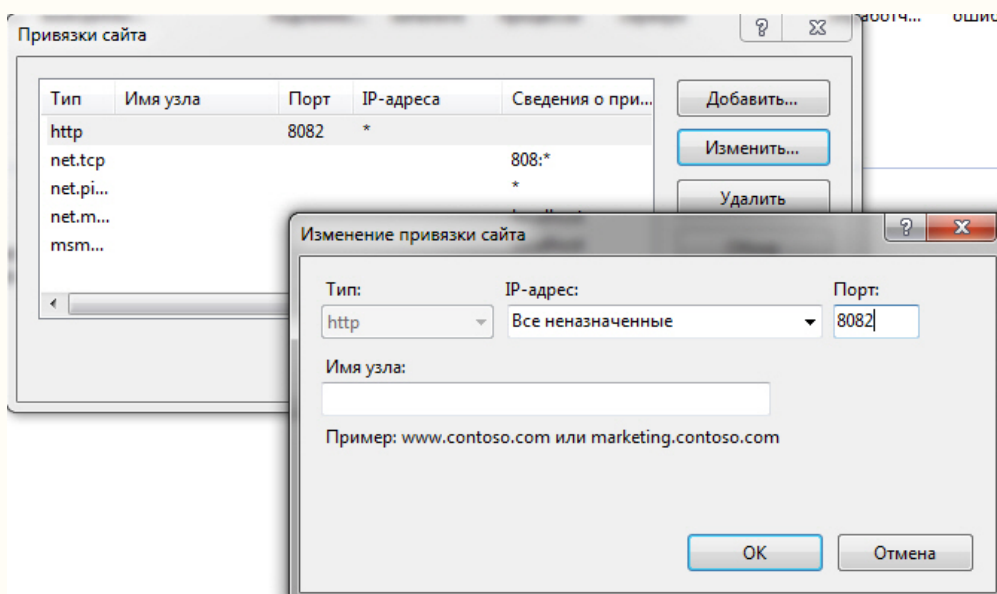 Привязки сайта
Тип Имя узла Порт IP-адреса Сведения о при...
http 8082 *
net.tcp 808:*
net.pi... *
net.m...
msm...
Добавить...
Изменить...
Удалить
Изменение привязки сайта
Тип: IP-адрес: Порт:
http Все неназначенные 8082
Имя узла:
Пример: www.contoso.com или marketing.contoso.com
OK Отмена